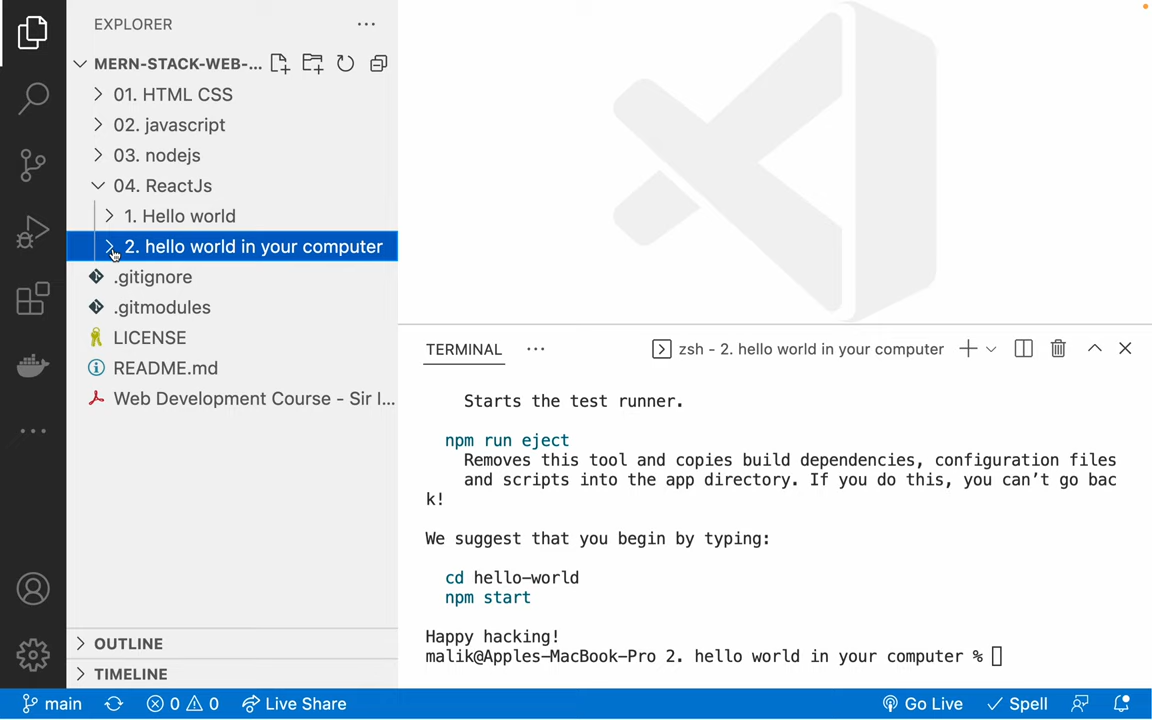 EXPLORER
MERN-STACK-WEB-...
01. HTML CSS
02. javascript
03. nodejs
04. ReactJs
1. Hello world
2. hello world in your computer
.gitignore
.gitmodules
LICENSE
README.md
Web Development Course - Sir I...
OUTLINE
TIMELINE
TERMINAL
zsh - 2. hello world in your computer
Starts the test runner.
npm run eject
Removes this tool and copies build dependencies, configuration files
and scripts into the app directory. If you do this, you can’t go bac
k!
We suggest that you begin by typing:
cd hello-world
npm start
Happy hacking!
malik@Apples-MacBook-Pro 2. hello world in your computer %
main
0
0
Live Share
Go Live
Spell